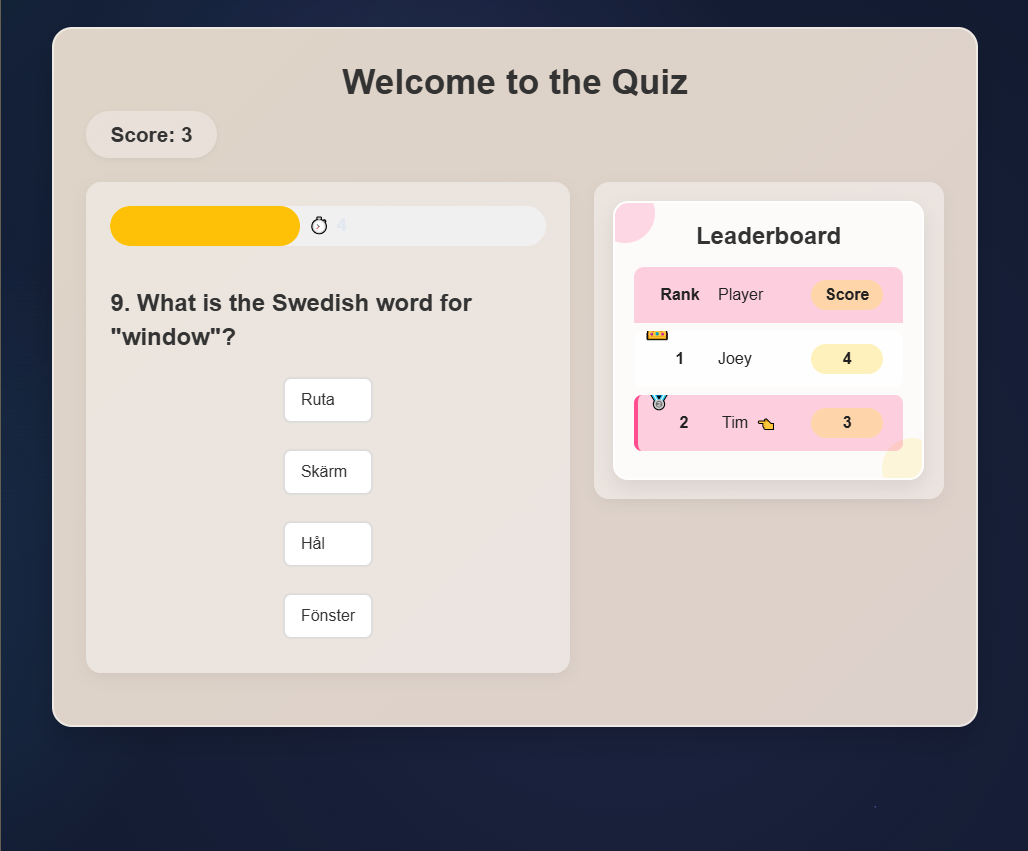 Welcome to the Quiz
Score: 3
4
9. What is the Swedish word for
"window"?
Ruta
Skärm
Hål
Fönster
Leaderboard
Rank Player Score
1 Joey 4
2 Tim 3